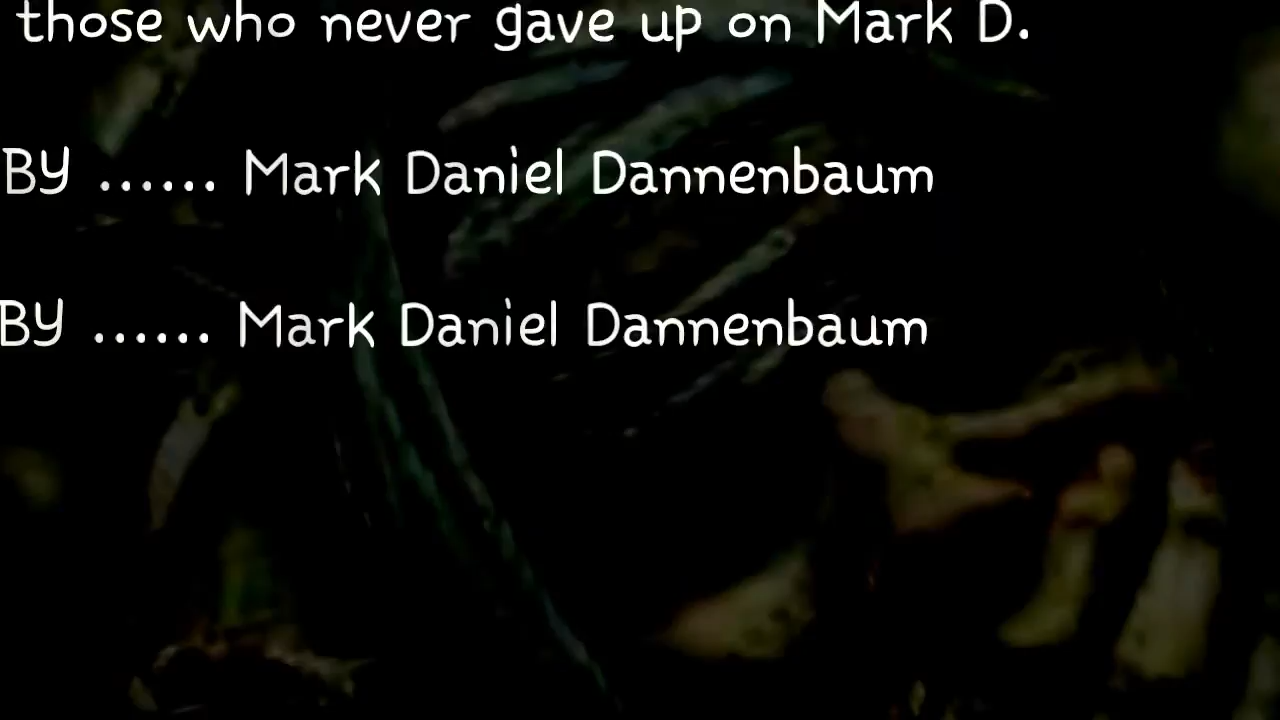 those who never gave up on Mark D.
BY ...... Mark Daniel Dannenbaum
BY ...... Mark Daniel Dannenbaum